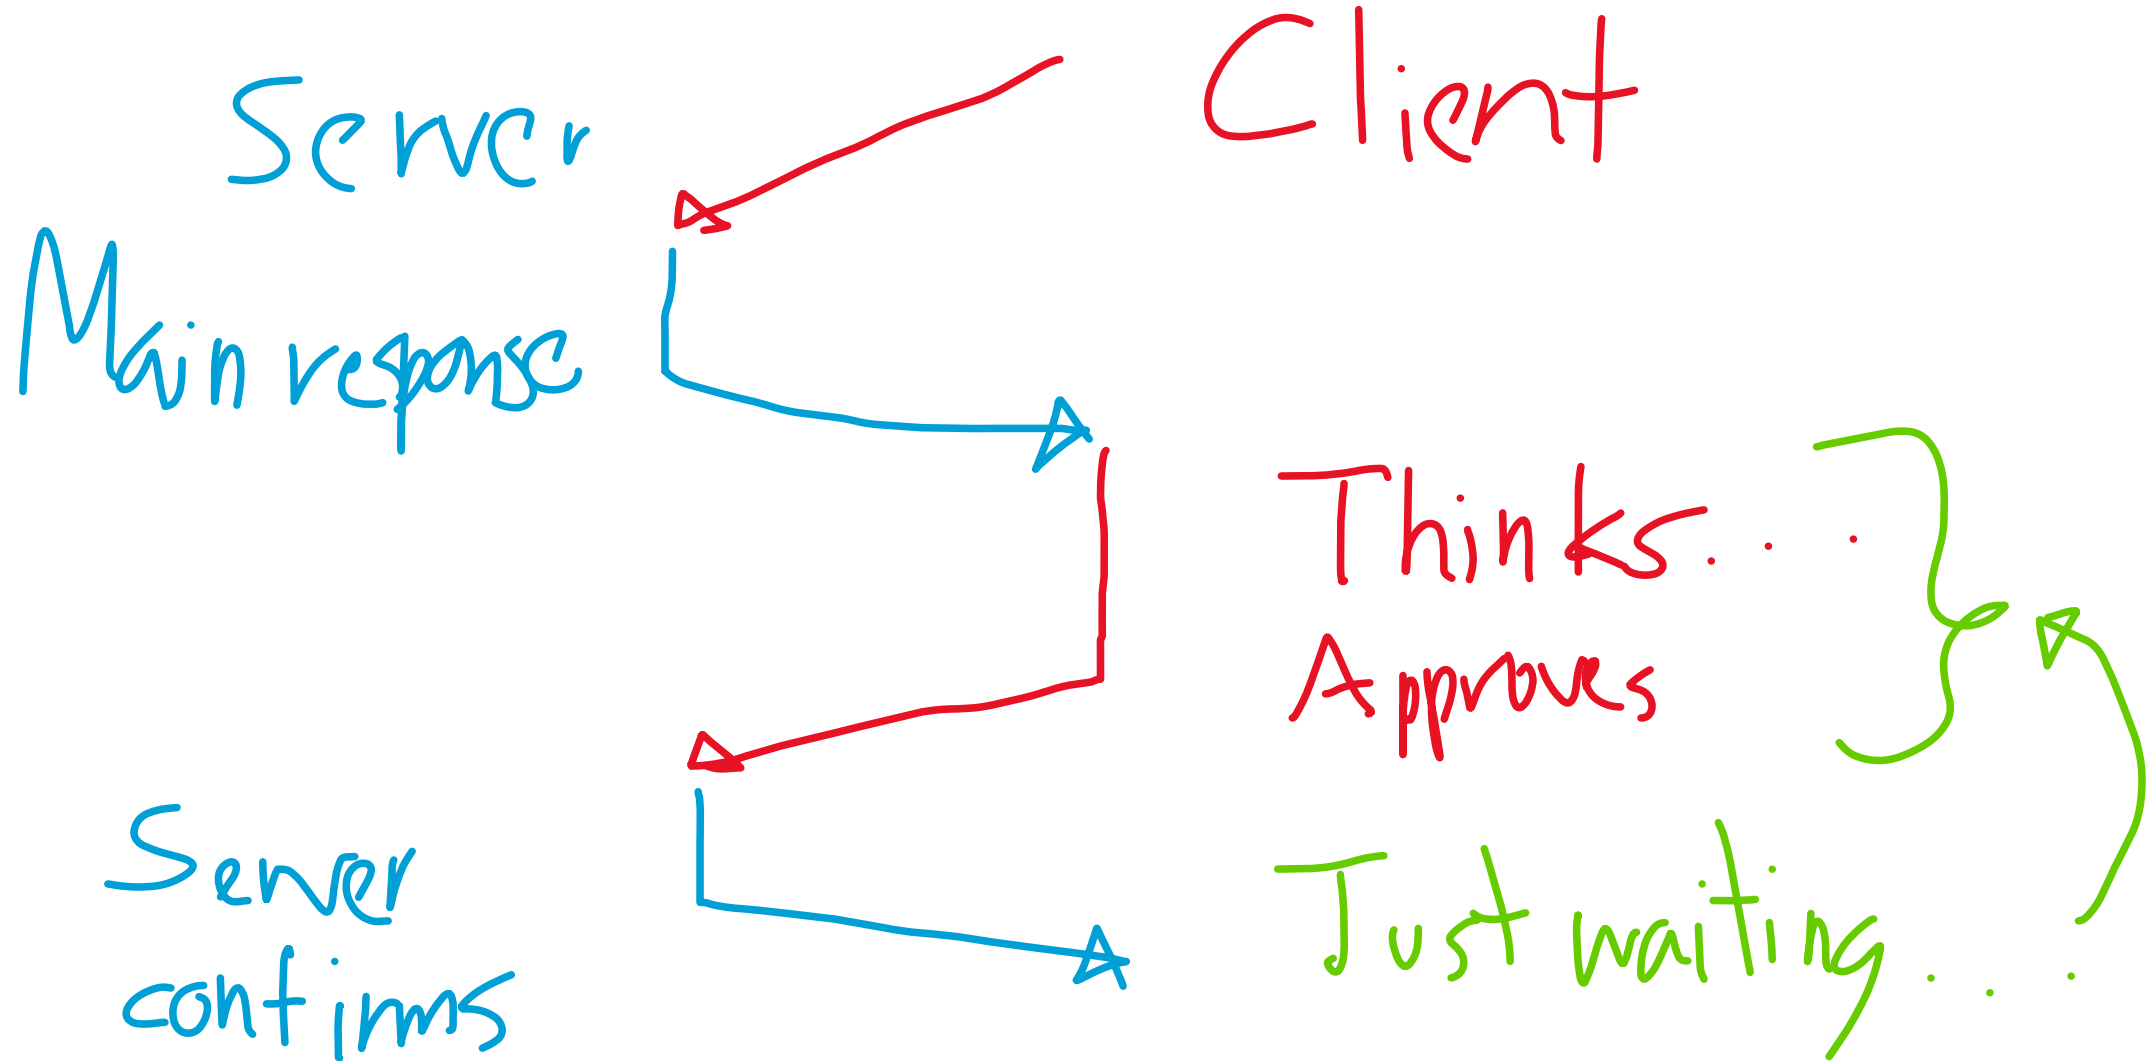 Server
Client
Main response
Thinks...
Approves
Server
confirms
Just waiting...